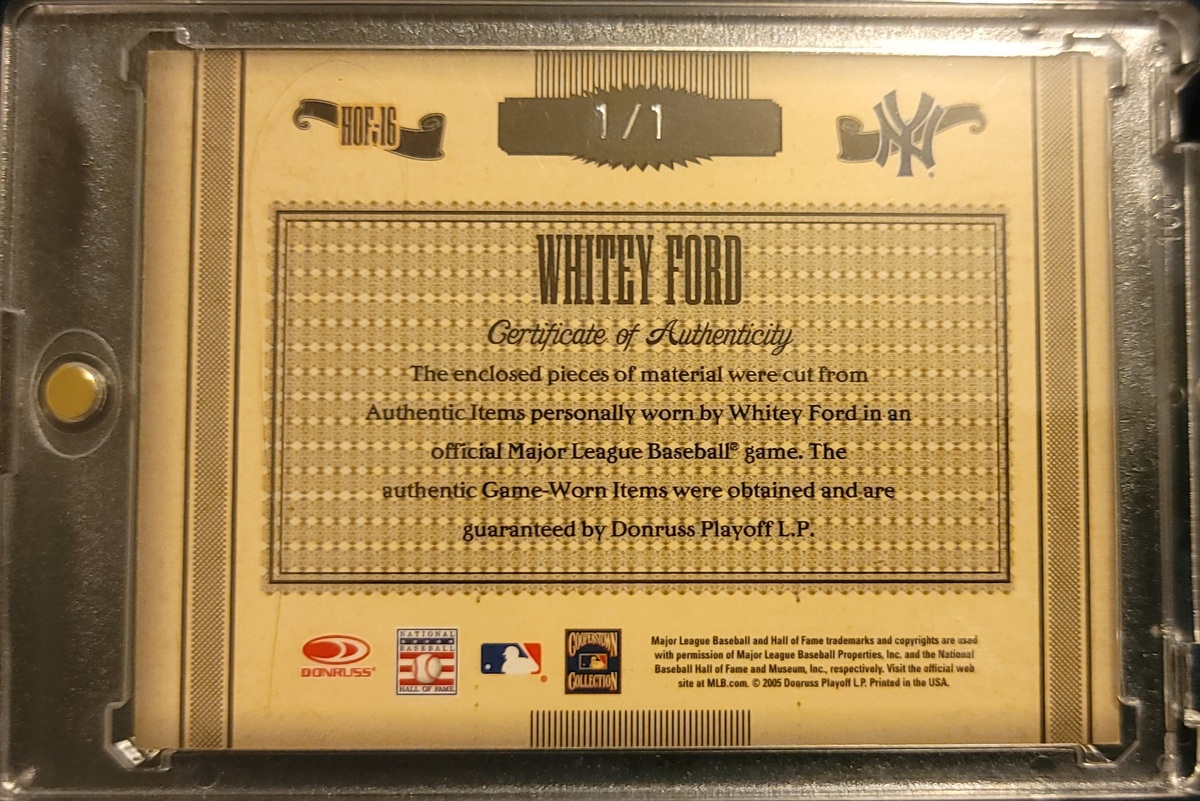 HOF-16
1/1
NY
WHITEY FORD
Certificate of Authenticity
The enclosed pieces of material were cut from
Authentic Items personally worn by Whitey Ford in an
official Major League Baseball® game. The
authentic Game-Worn Items were obtained and are
guaranteed by Donruss Playoff L.P.
DONRUSS
NATIONAL
BASEBALL
HALL OF FAME
COOPERSTOWN
COLLECTION
Major League Baseball and Hall of Fame trademarks and copyrights are used
with permission of Major League Baseball Properties, Inc. and the National
Baseball Hall of Fame and Museum, Inc., respectively. Visit the official web
site at MLB.com. © 2005 Donruss Playoff L.P. Printed in the USA.